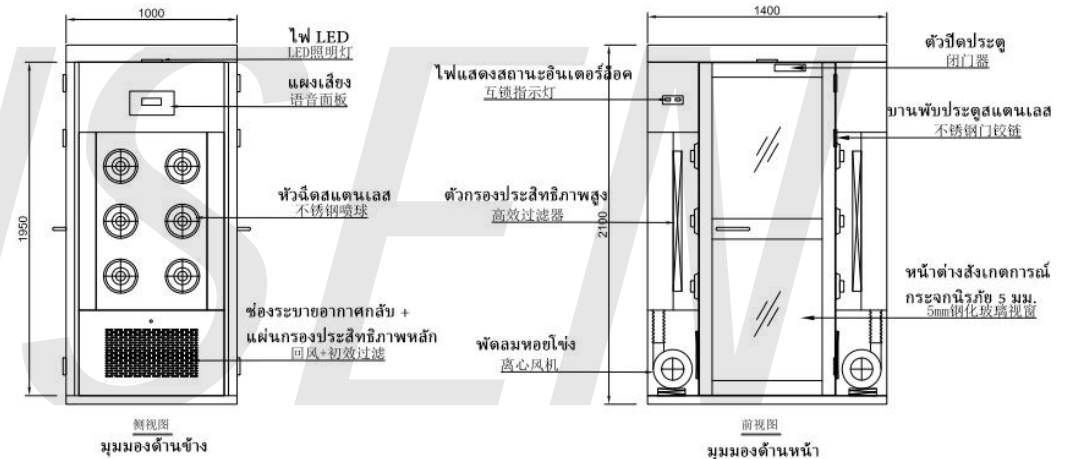 1000
ไฟ LED
LED照明灯
แผงเสียง
语音面板
1950
หัวฉีดสแตนเลส
不锈钢喷球
ช่องระบายอากาศกลับ +
แผ่นกรองประสิทธิภาพหลัก
回风+初效过滤
侧视图
มุมมองด้านข้าง
1400
ตัวปิดประตู
闭门器
ไฟแสดงสถานะอินเตอร์ล็อค
互锁指示灯
บานพับประตูสแตนเลส
不锈钢门铰链
ตัวกรองประสิทธิภาพสูง
高效过滤器
2100
หน้าต่างสังเกตการณ์
กระจกนิรภัย 5 มม.
5mm钢化玻璃视窗
พัดลมหอยโข่ง
离心风机
前视图
มุมมองด้านหน้า
USEN